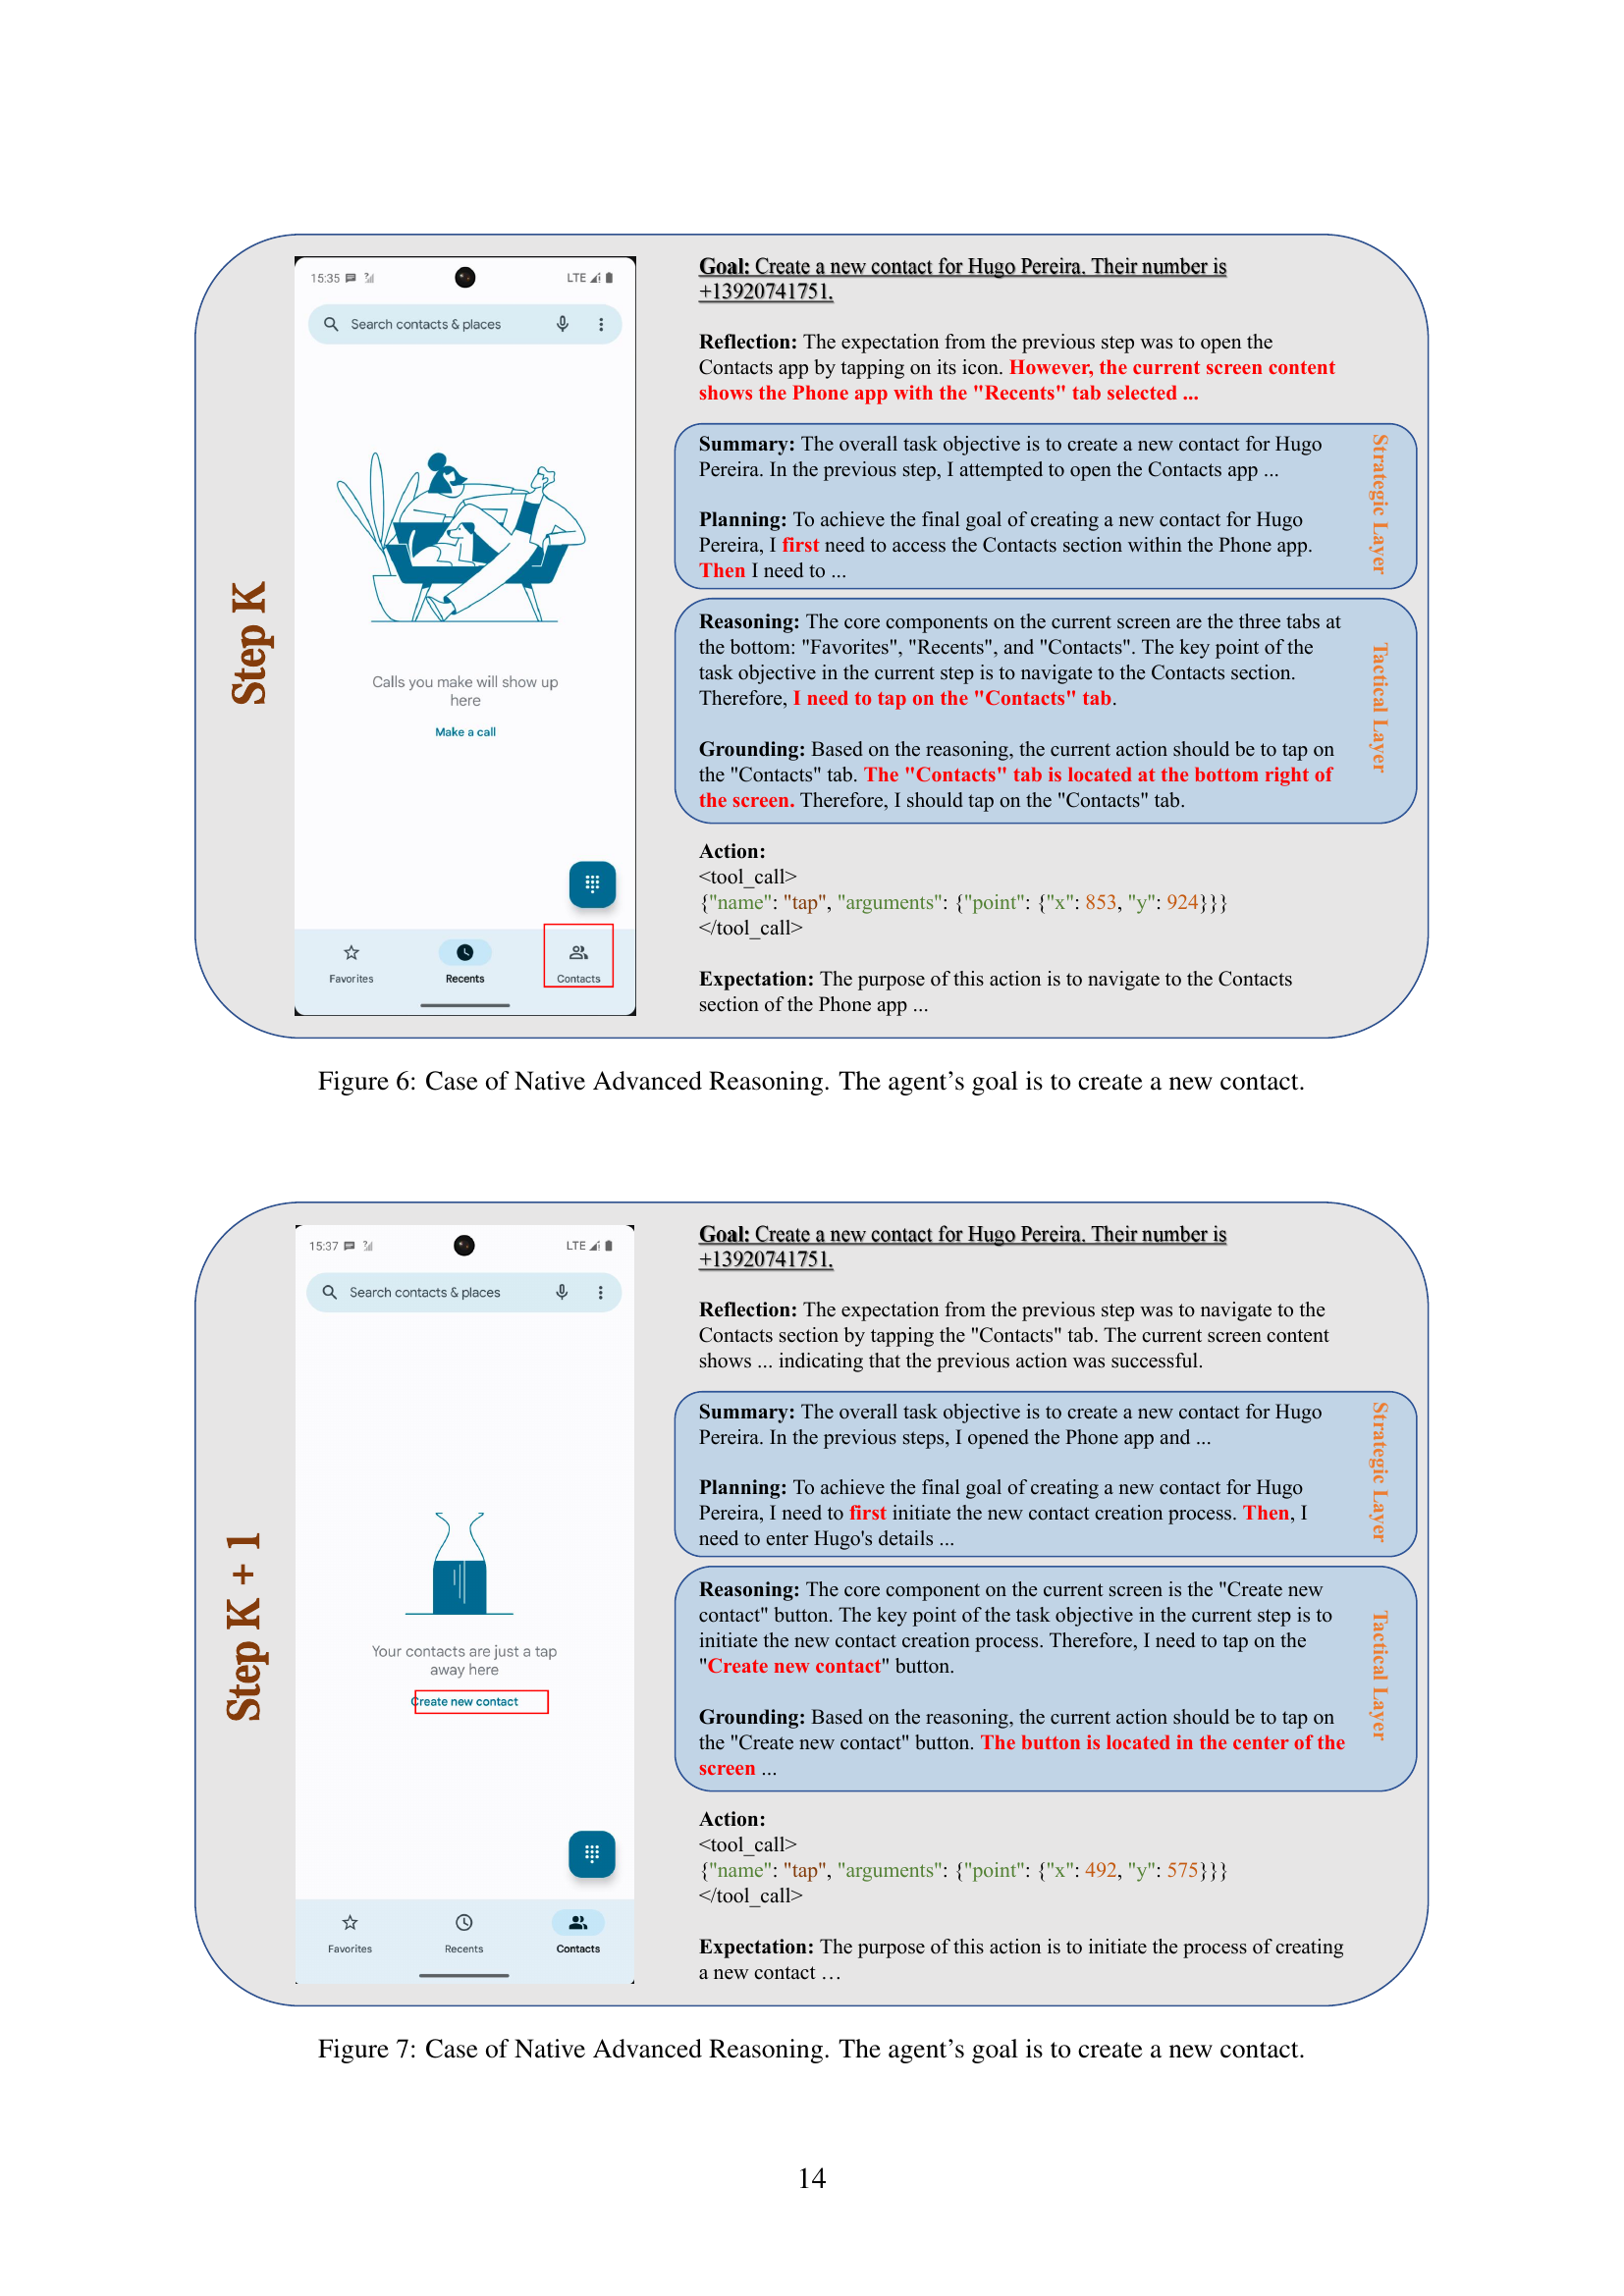 Step K
15:35
LTE
Search contacts & places
Calls you make will show up
here
Make a call
Favorites
Recents
Contacts
Goal: Create a new contact for Hugo Pereira. Their number is
+13920741751.
Reflection: The expectation from the previous step was to open the
Contacts app by tapping on its icon. However, the current screen content
shows the Phone app with the "Recents" tab selected ...
Strategic Layer
Summary: The overall task objective is to create a new contact for Hugo
Pereira. In the previous step, I attempted to open the Contacts app ...
Planning: To achieve the final goal of creating a new contact for Hugo
Pereira, I first need to access the Contacts section within the Phone app.
Then I need to ...
Tactical Layer
Reasoning: The core components on the current screen are the three tabs at
the bottom: "Favorites", "Recents", and "Contacts". The key point of the
task objective in the current step is to navigate to the Contacts section.
Therefore, I need to tap on the "Contacts" tab.
Grounding: Based on the reasoning, the current action should be to tap on
the "Contacts" tab. The "Contacts" tab is located at the bottom right of
the screen. Therefore, I should tap on the "Contacts" tab.
Action:
<tool_call>
{"name": "tap", "arguments": {"point": {"x": 853, "y": 924}}}
</tool_call>
Expectation: The purpose of this action is to navigate to the Contacts
section of the Phone app ...
Figure 6: Case of Native Advanced Reasoning. The agent's goal is to create a new contact.
Step K + 1
15:37
LTE
Search contacts & places
Your contacts are just a tap
away here
Create new contact
Favorites
Recents
Contacts
Goal: Create a new contact for Hugo Pereira. Their number is
+13920741751.
Reflection: The expectation from the previous step was to navigate to the
Contacts section by tapping the "Contacts" tab. The current screen content
shows ... indicating that the previous action was successful.
Strategic Layer
Summary: The overall task objective is to create a new contact for Hugo
Pereira. In the previous steps, I opened the Phone app and ...
Planning: To achieve the final goal of creating a new contact for Hugo
Pereira, I need to first initiate the new contact creation process. Then, I
need to enter Hugo's details ...
Tactical Layer
Reasoning: The core component on the current screen is the "Create new
contact" button. The key point of the task objective in the current step is to
initiate the new contact creation process. Therefore, I need to tap on the
"Create new contact" button.
Grounding: Based on the reasoning, the current action should be to tap on
the "Create new contact" button. The button is located in the center of the
screen ...
Action:
<tool_call>
{"name": "tap", "arguments": {"point": {"x": 492, "y": 575}}}
</tool_call>
Expectation: The purpose of this action is to initiate the process of creating
a new contact …
Figure 7: Case of Native Advanced Reasoning. The agent's goal is to create a new contact.
14